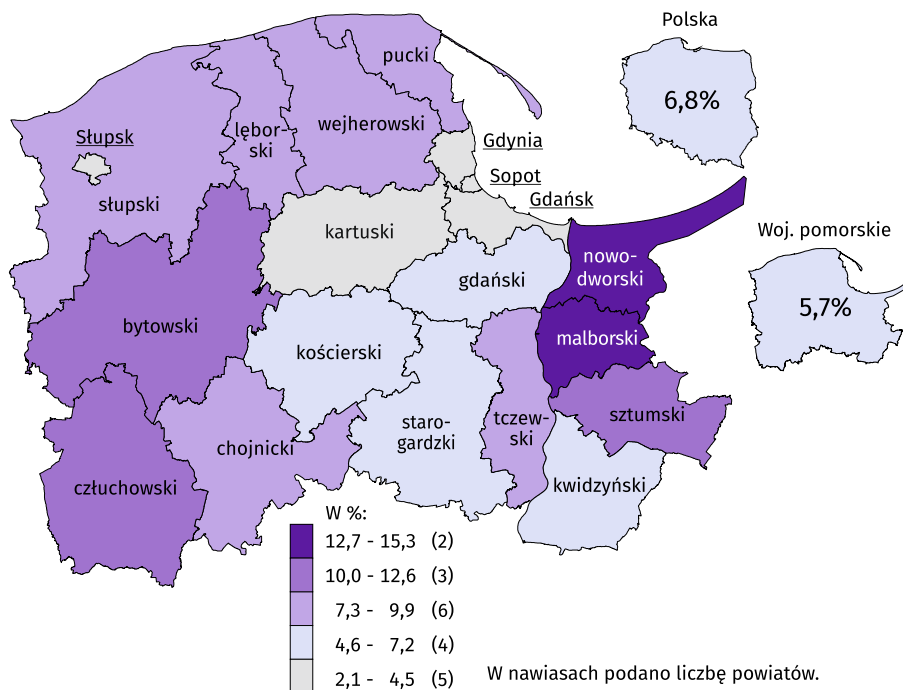 Polska
6,8%
pucki
wejherowski
lębor-
ski
Słupsk
słupski
Gdynia
Sopot
Gdańsk
kartuski
gdański
nowo-
dworski
Woj. pomorskie
5,7%
bytowski
kościerski
malborski
sztumski
staro-
gardzki
tczew-
ski
chojnicki
człuchowski
kwidzyński
W %:
12,7 - 15,3 (2)
10,0 - 12,6 (3)
7,3 - 9,9 (6)
4,6 - 7,2 (4)
2,1 - 4,5 (5)
W nawiasach podano liczbę powiatów.